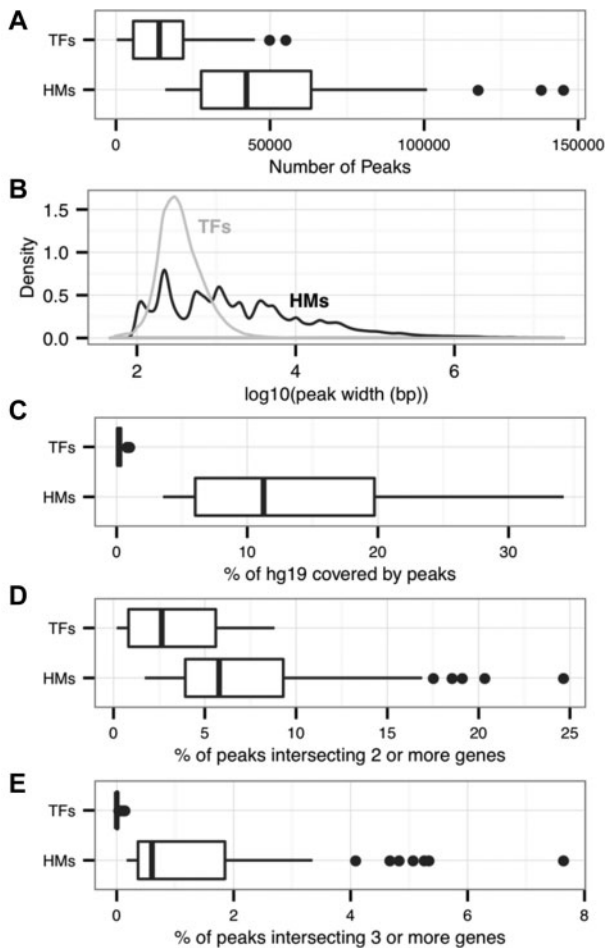 A
TFs
HMs
0 50000 100000 150000
Number of Peaks
B
1.5
1.0
0.5
0.0
Density
TFs
HMs
2 4 6
log10(peak width (bp))
C
TFs
HMs
0 10 20 30
% of hg19 covered by peaks
D
TFs
HMs
0 5 10 15 20 25
% of peaks intersecting 2 or more genes
E
TFs
HMs
0 2 4 6 8
% of peaks intersecting 3 or more genes